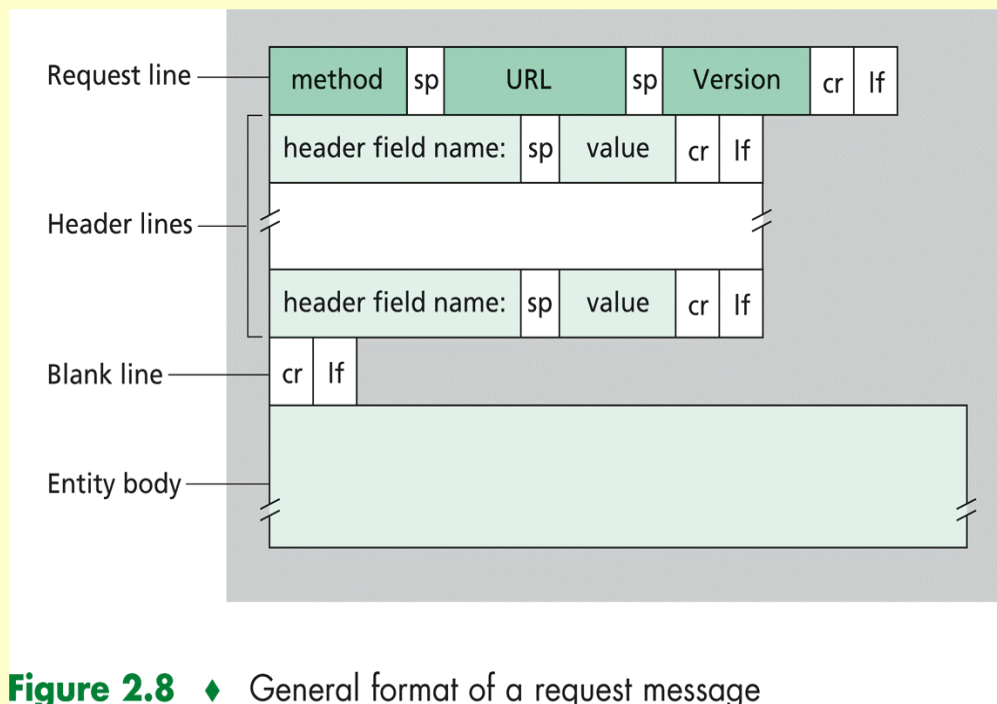 Request line
method sp URL sp Version cr lf
header field name: sp value cr lf
Header lines
header field name: sp value cr lf
Blank line
cr lf
Entity body
Figure 2.8 ♦ General format of a request message